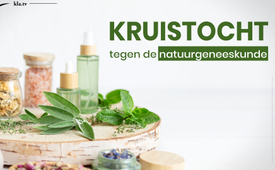 kla.tv
KRUISTOCHT
tegen de natuurgeneeskunde